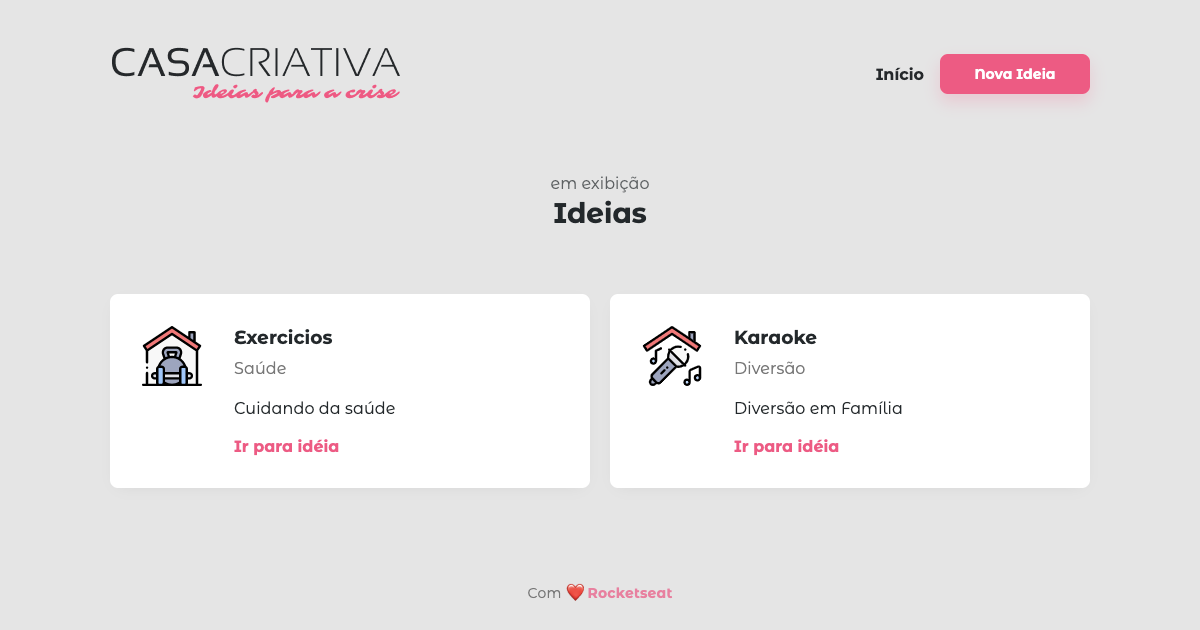 CASACRIATIVA
Ideias para a crise
Início
Nova Ideia
em exibição
Ideias
Exercicios
Saúde
Cuidando da saúde
Ir para idéia
Karaoke
Diversão
Diversão em Família
Ir para idéia
Com ❤️ Rocketseat